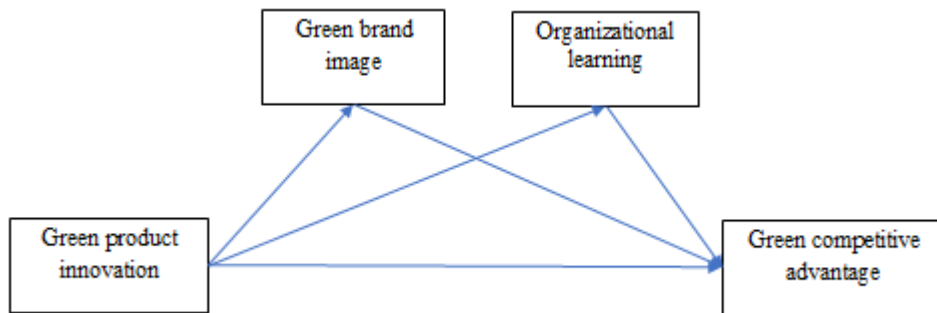 Green brand
image
Organizational
learning
Green product
innovation
Green competitive
advantage